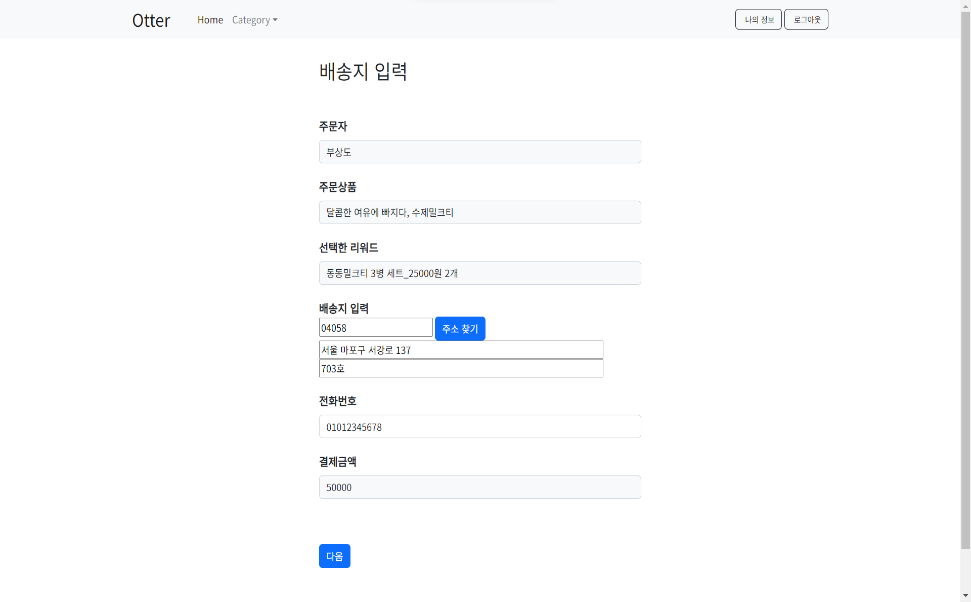 Otter Home Category 나의 정보 로그아웃
배송지 입력
주문자
부상도
주문상품
달콤한 여유에 빠지다, 수제밀크티
선택한 리워드
동동밀크티 3병 세트_25000원 2개
배송지 입력
04058 주소 찾기
서울 마포구 서강로 137
703호
전화번호
01012345678
결제금액
50000
다음